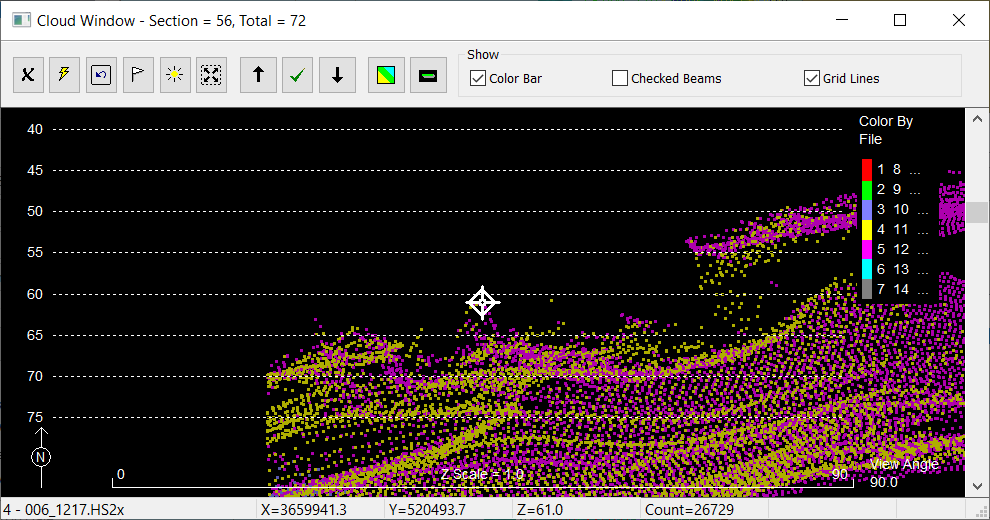 Cloud Window - Section = 56, Total = 72
Show
Color Bar
Checked Beams
Grid Lines
Color By
File
1 8 ...
2 9 ...
3 10 ...
4 11 ...
5 12 ...
6 13 ...
7 14 ...
40
45
50
55
60
65
70
75
N
0
Z Scale = 1.0
90
View Angle
90.0
4 - 006_1217.HS2x X=3659941.3 Y=520493.7 Z=61.0 Count=26729